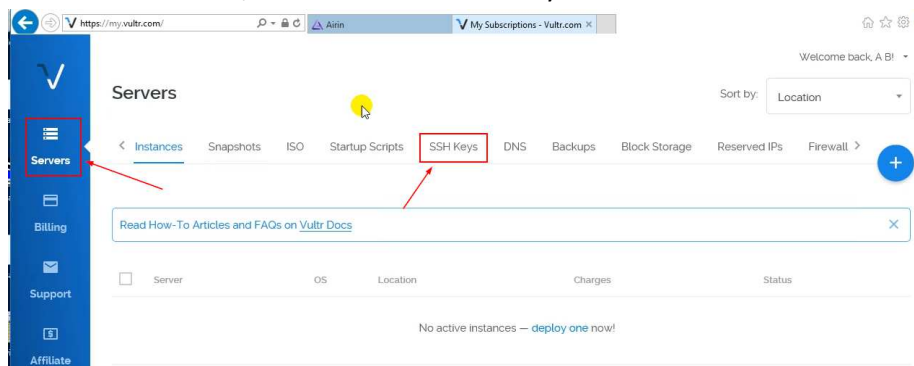 https://my.vultr.com/
Airin
My Subscriptions - Vultr.com
Welcome back, A B!
Servers
Sort by: Location
Servers
Instances Snapshots ISO Startup Scripts SSH Keys DNS Backups Block Storage Reserved IPs Firewall
+
Billing
Read How-To Articles and FAQs on Vultr Docs
Support
Server OS Location Charges Status
No active instances — deploy one now!
Affiliate